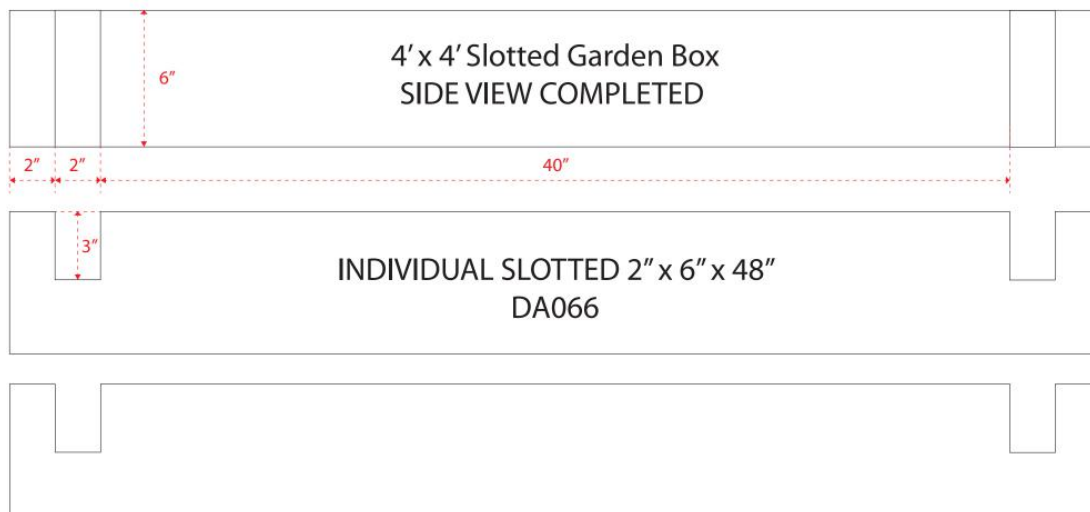 4’ x 4’ Slotted Garden Box
SIDE VIEW COMPLETED
6”
2”
2”
40”
3”
INDIVIDUAL SLOTTED 2” x 6” x 48”
DA066